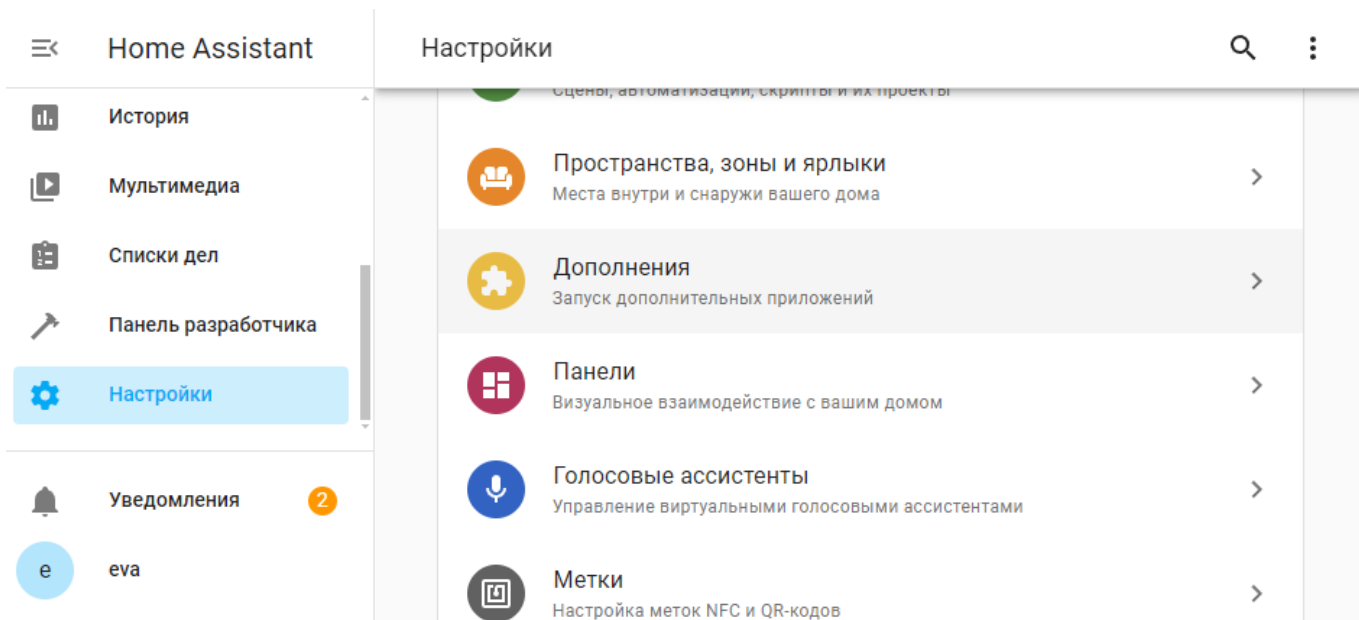 Home Assistant
История
Мультимедиа
Списки дел
Панель разработчика
Настройки
Уведомления
2
e
eva
Настройки
Сцены, автоматизации, скрипты и их проекты
Пространства, зоны и ярлыки
Места внутри и снаружи вашего дома
Дополнения
Запуск дополнительных приложений
Панели
Визуальное взаимодействие с вашим домом
Голосовые ассистенты
Управление виртуальными голосовыми ассистентами
Метки
Настройка меток NFC и QR-кодов